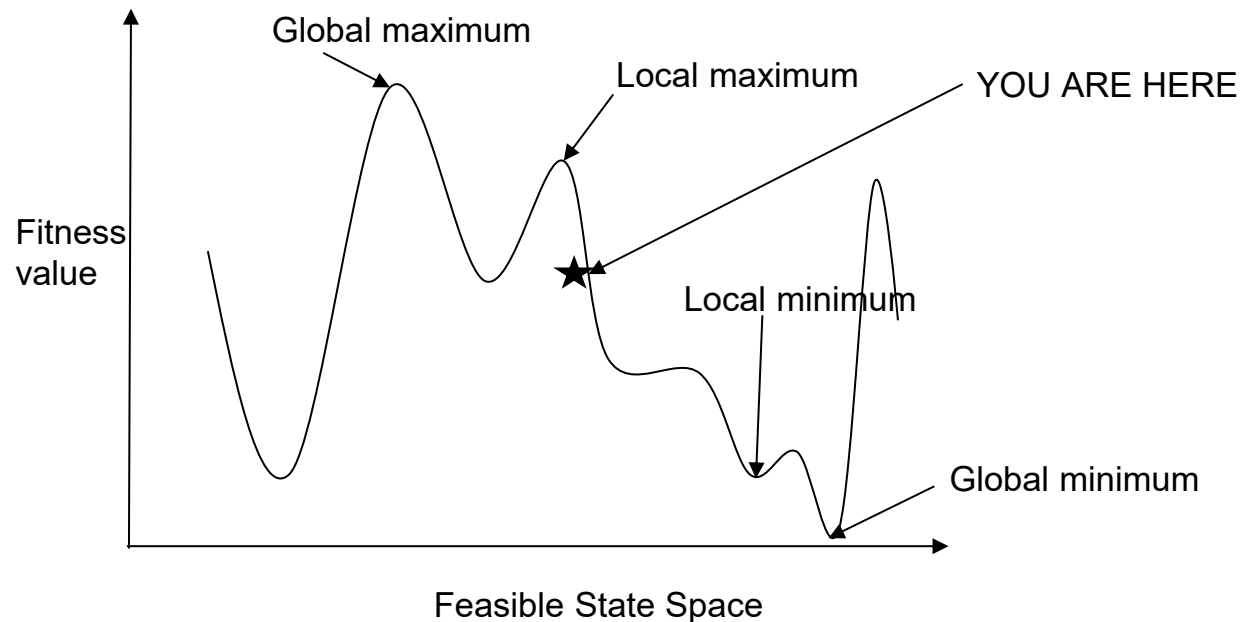 Global maximum
Local maximum
YOU ARE HERE
Fitness
value
Local minimum
Global minimum
Feasible State Space